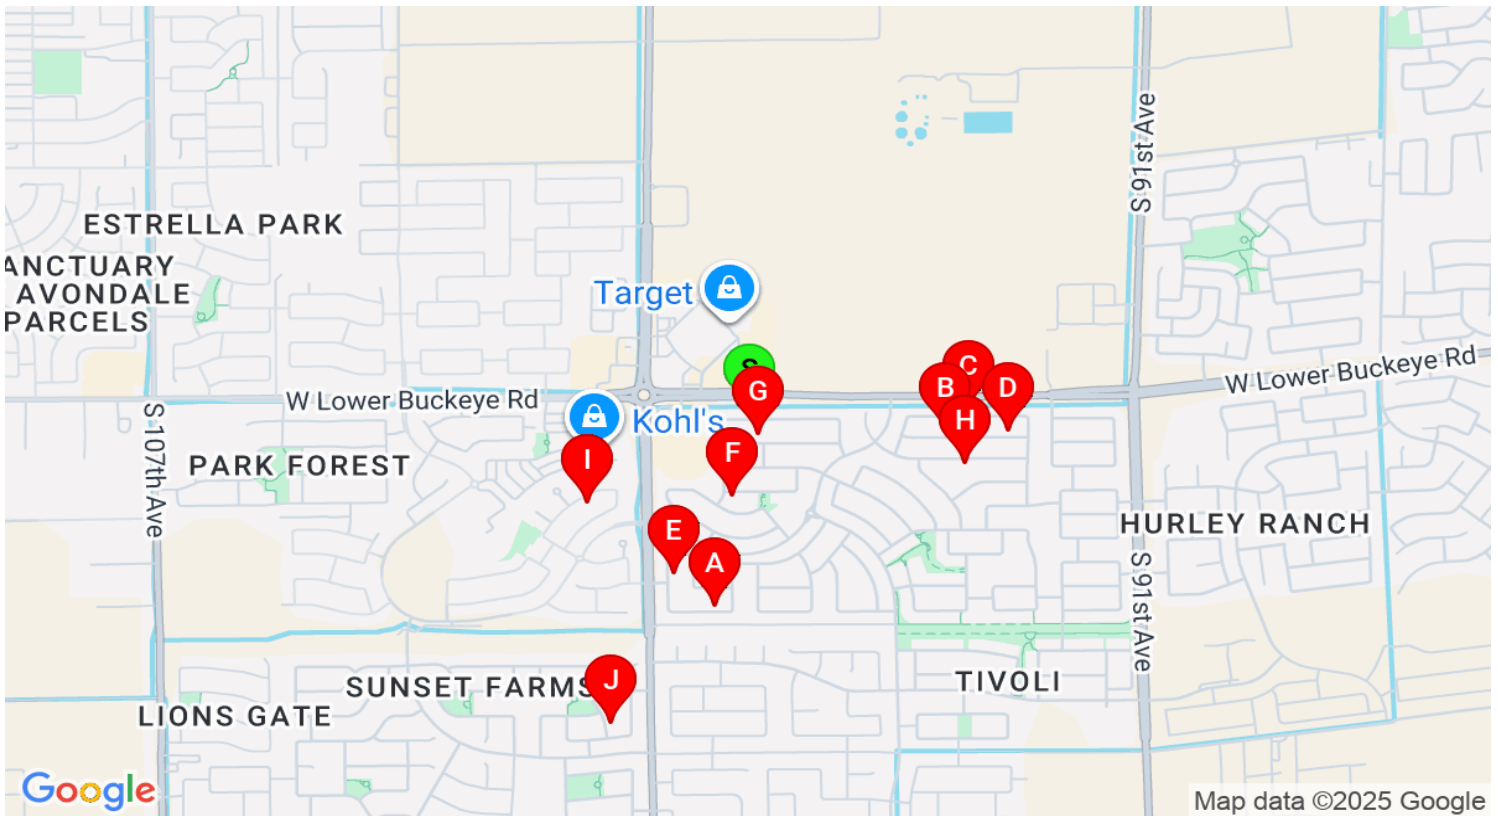 S 91st Ave
ESTRELLA PARK
ANCTUARY
AVONDALE
PARCELS
Target
S
C
W Lower Buckeye Rd
B
D
G
W Lower Buckeye Rd
H
Kohl's
S 107th Ave
F
I
PARK FOREST
HURLEY RANCH
E
A
S 91st Ave
J
TIVOLI
SUNSET FARMS
LIONS GATE
Google
Map data ©2025 Google